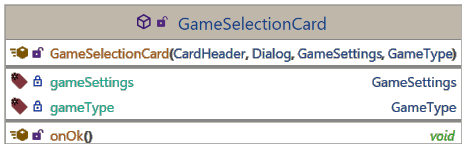 GameSelectionCard
GameSelectionCard(CardHeader, Dialog, GameSettings, GameType)
gameSettings GameSettings
gameType GameType
onOk() void